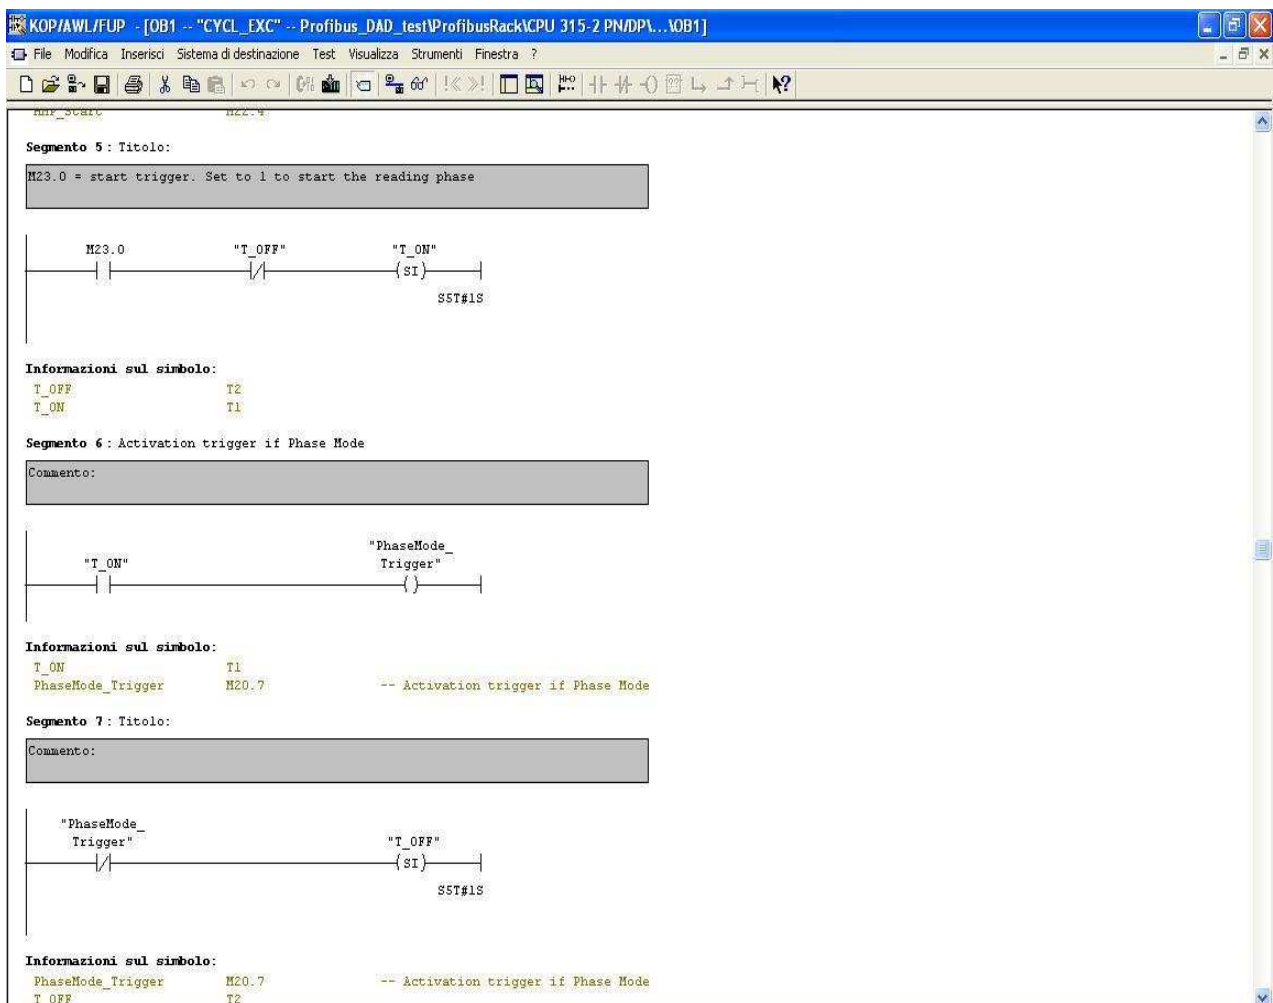 KOP/AWL/FUP - [OB1 -- "CYCL_EXC" -- Profibus_DAD_test\ProfibusRack\CPU 315-2 PN/DP\...\OB1]
File Modifica Inserisci Sistema di destinazione Test Visualizza Strumenti Finestra ?
M22.4
Segmento 5 : Titolo:
M23.0 = start trigger. Set to 1 to start the reading phase
M23.0 "T_OFF" "T_ON"
SI
S5T#1S
Informazioni sul simbolo:
T_OFF T2
T_ON T1
Segmento 6 : Activation trigger if Phase Mode
Commento:
"PhaseMode_
"T_ON" Trigger"
Informazioni sul simbolo:
T_ON T1
PhaseMode_Trigger M20.7 -- Activation trigger if Phase Mode
Segmento 7 : Titolo:
Commento:
"PhaseMode_
Trigger" "T_OFF"
SI
S5T#1S
Informazioni sul simbolo:
PhaseMode_Trigger M20.7 -- Activation trigger if Phase Mode
T_OFF T2